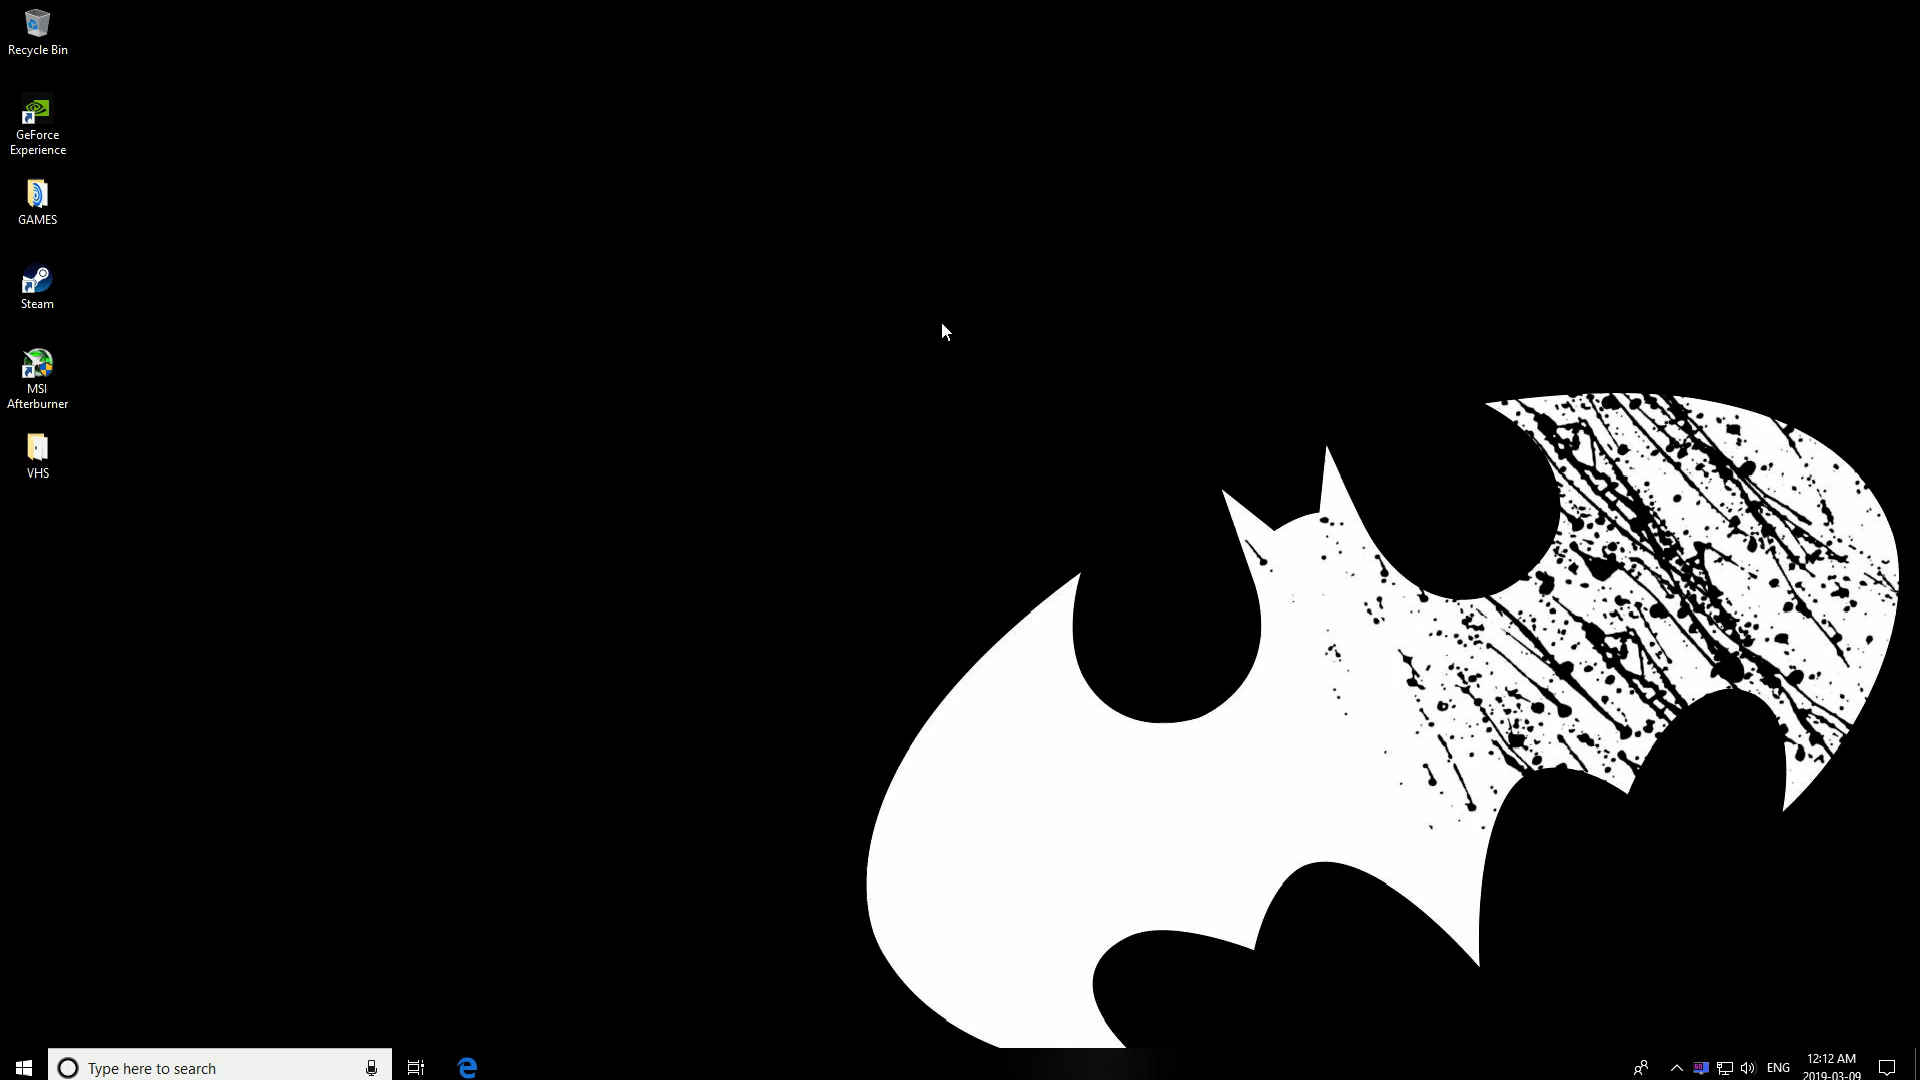 Recycle Bin
GeForce
Experience
GAMES
Steam
MSI
Afterburner
VHS
Type here to search
ENG
12:12 AM
2019-03-09